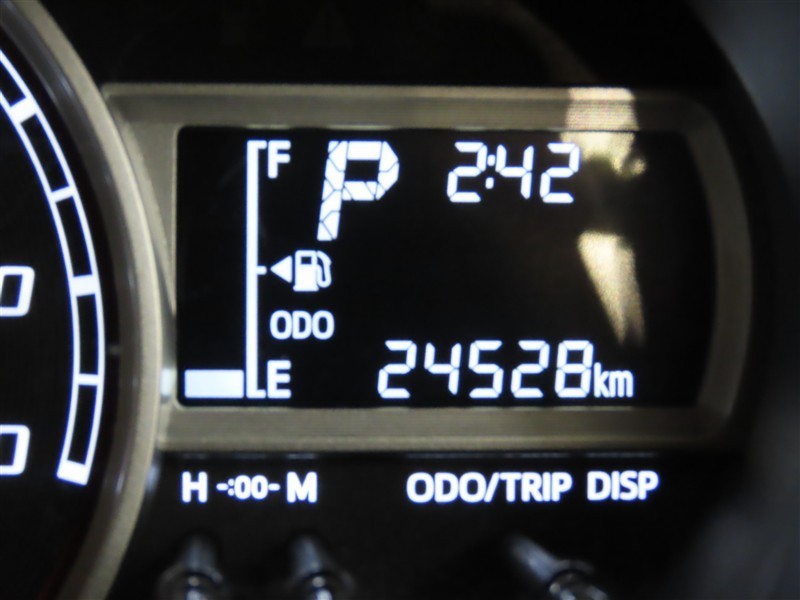 F
P
2:42
ODO
E
24528km
H -:00- M
ODO/TRIP DISP